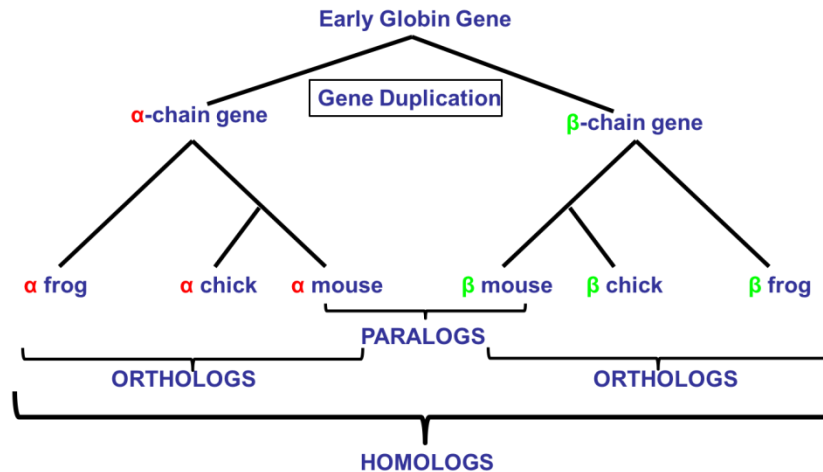 Early Globin Gene
Gene Duplication
α-chain gene
β-chain gene
α frog
α chick
α mouse
β mouse
β chick
β frog
PARALOGS
ORTHOLOGS
ORTHOLOGS
HOMOLOGS